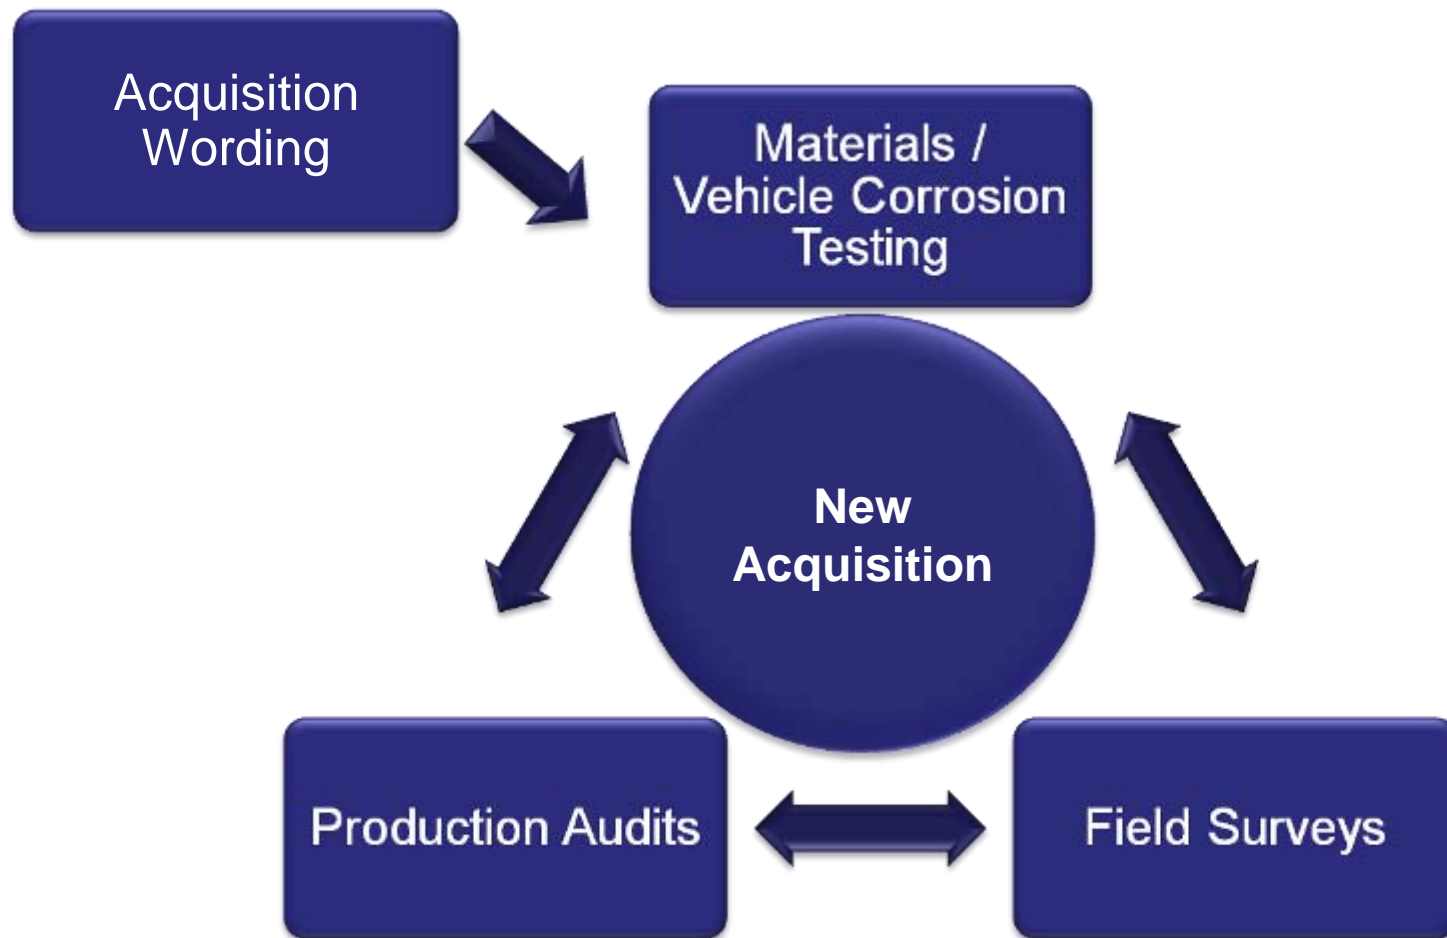 Acquisition
Wording
Materials /
Vehicle Corrosion
Testing
New
Acquisition
Production Audits
Field Surveys